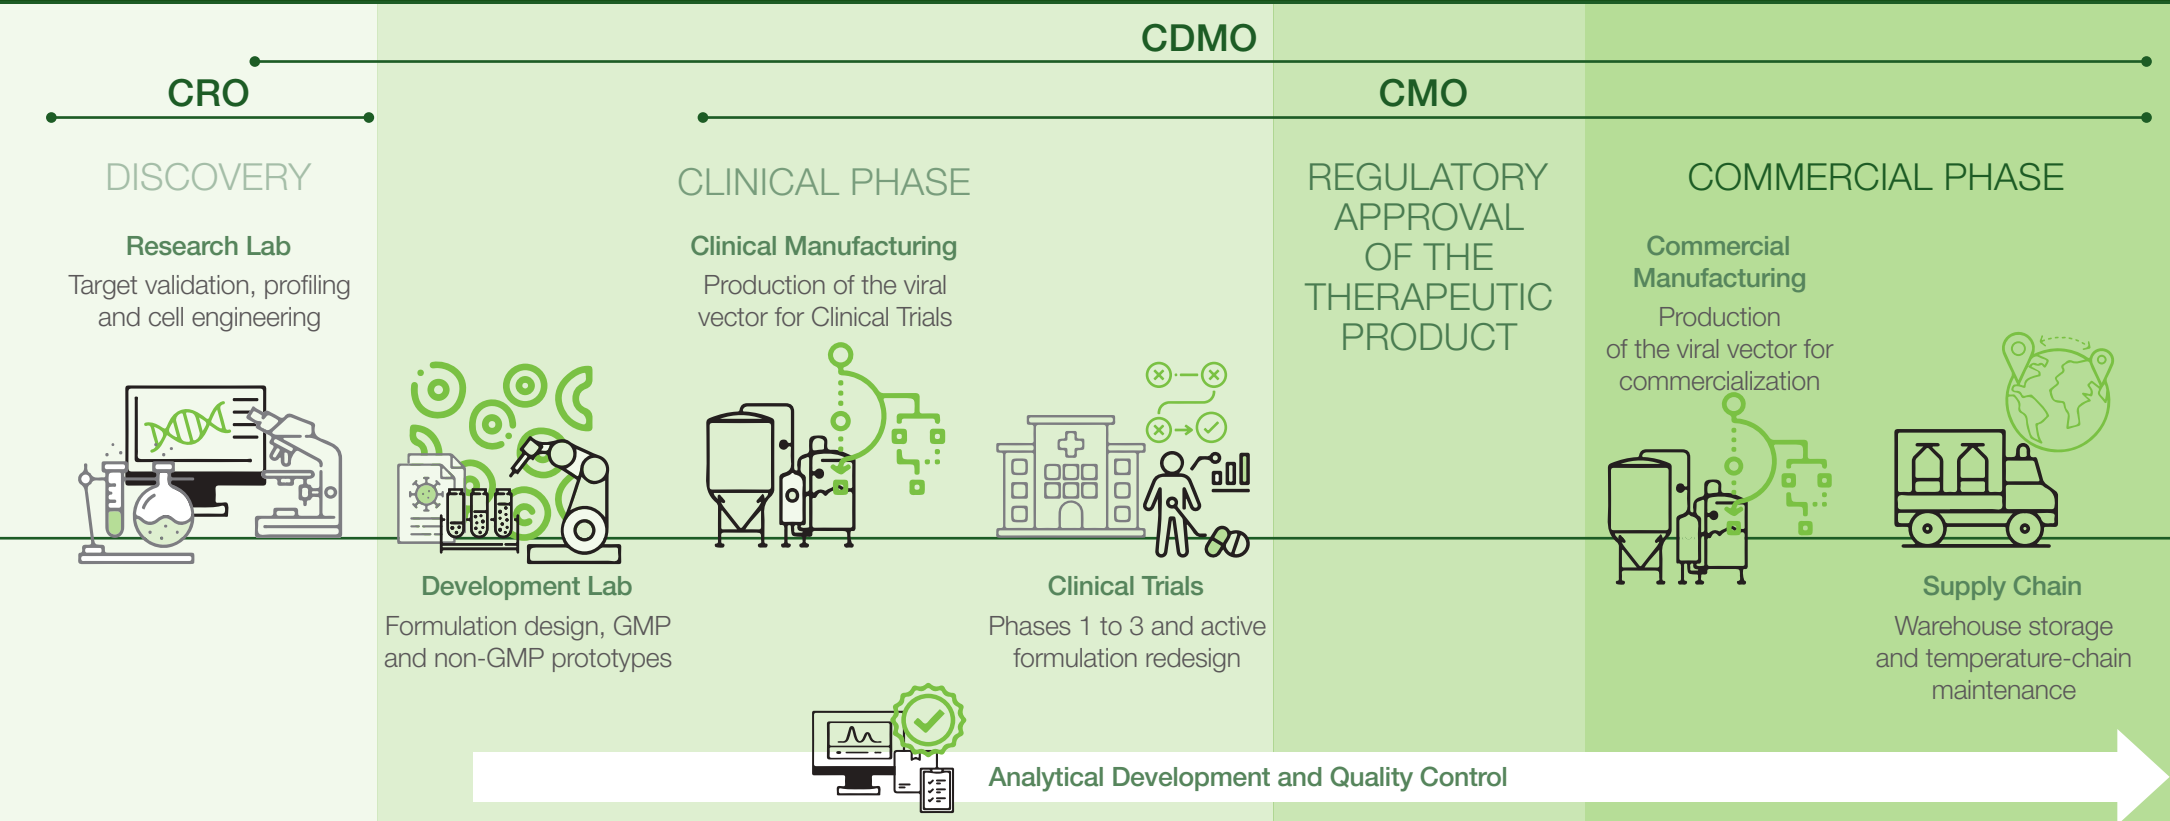 CDMO
CRO
CMO
DISCOVERY
Research Lab
Target validation, profiling
and cell engineering
CLINICAL PHASE
Clinical Manufacturing
Production of the viral
vector for Clinical Trials
REGULATORY
APPROVAL
OF THE
THERAPEUTIC
PRODUCT
COMMERCIAL PHASE
Commercial
Manufacturing
Production
of the viral vector for
commercialization
Development Lab
Formulation design, GMP
and non-GMP prototypes
Clinical Trials
Phases 1 to 3 and active
formulation redesign
Supply Chain
Warehouse storage
and temperature-chain
maintenance
Analytical Development and Quality Control